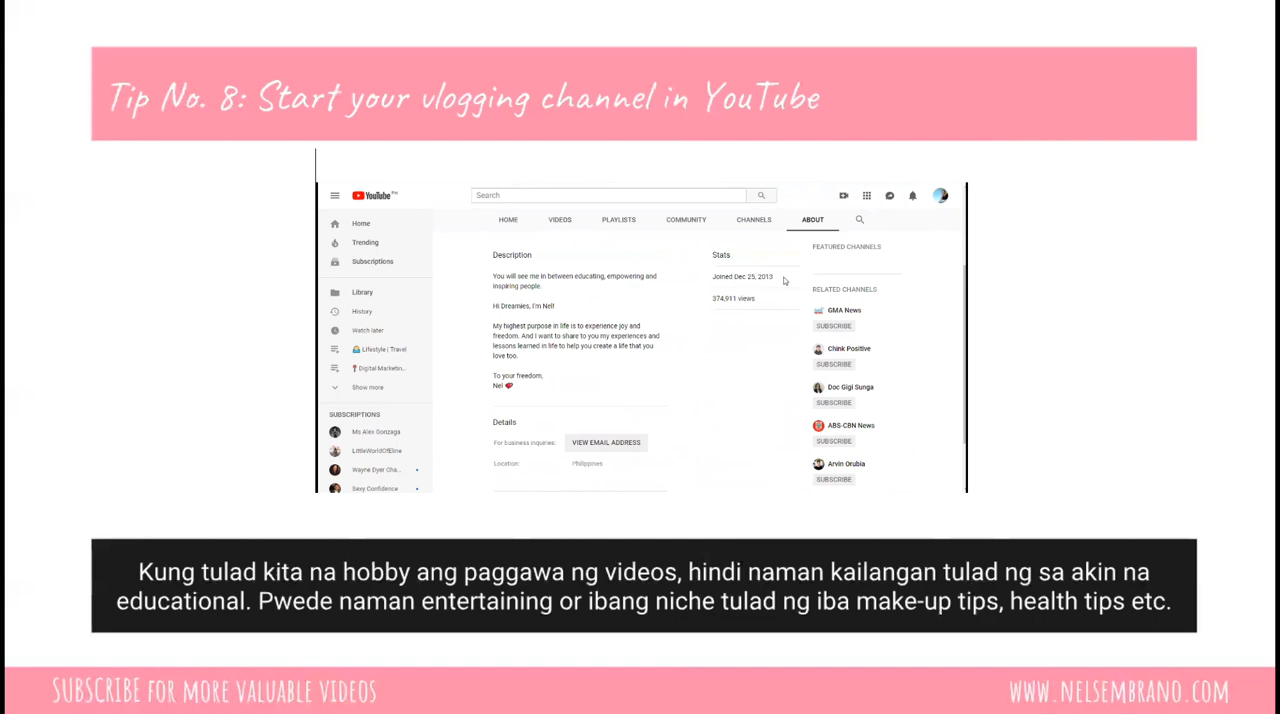 Tip No. 8: Start your vlogging channel in YouTube
YouTube PH
Search
HOME
VIDEOS
PLAYLISTS
COMMUNITY
CHANNELS
ABOUT
Home
Trending
Subscriptions
Library
History
Watch later
Lifestyle | Travel
Digital Marketin...
Show more
SUBSCRIPTIONS
Ms Alex Gonzaga
LittleWorldOfEline
Wayne Dyer Cha...
Sexy Confidence
Description
You will see me in between educating, empowering and
inspiring people.
Hi Dreamies, I'm Nel!
My highest purpose in life is to experience joy and
freedom. And I want to share to you my experiences and
lessons learned in life to help you create a life that you
love too.
To your freedom,
Nel
Details
For business inquiries:
VIEW EMAIL ADDRESS
Location:
Philippines
Stats
Joined Dec 25, 2013
374,911 views
FEATURED CHANNELS
RELATED CHANNELS
GMA News
SUBSCRIBE
Chink Positive
SUBSCRIBE
Doc Gigi Sunga
SUBSCRIBE
ABS-CBN News
SUBSCRIBE
Arvin Orubia
SUBSCRIBE
Kung tulad kita na hobby ang paggawa ng videos, hindi naman kailangan tulad ng sa akin na
educational. Pwede naman entertaining or ibang niche tulad ng iba make-up tips, health tips etc.
SUBSCRIBE FOR MORE VALUABLE VIDEOS
WWW.NELSEMBRANO.COM